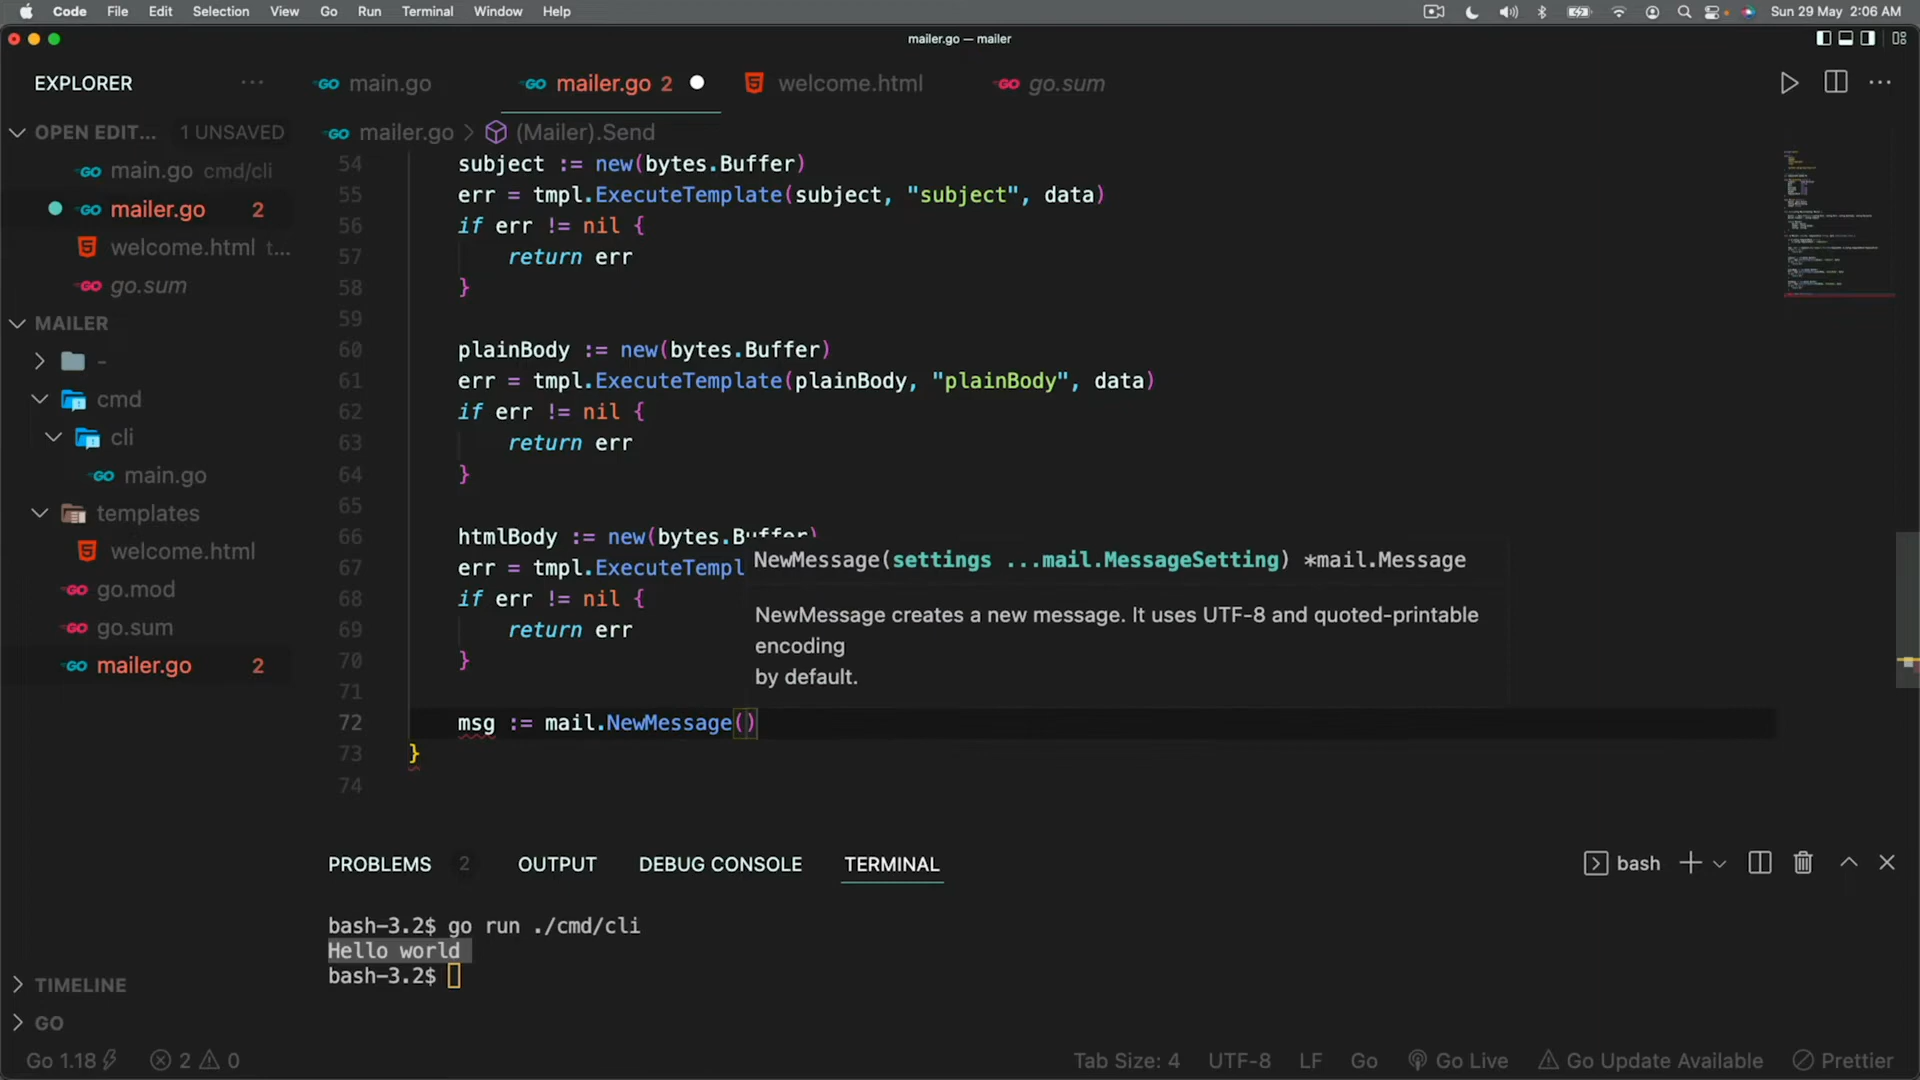 Code File Edit Selection View Go Run Terminal Window Help Sun 29 May 2:06 AM
mailer.go — mailer
EXPLORER ···
OPEN EDIT... 1 UNSAVED
main.go cmd/cli
mailer.go 2
welcome.html t...
go.sum
MAILER
-
cmd
cli
main.go
templates
welcome.html
go.mod
go.sum
mailer.go 2
TIMELINE
GO
main.go mailer.go 2 welcome.html go.sum
mailer.go > (Mailer).Send
54 subject := new(bytes.Buffer)
55 err = tmpl.ExecuteTemplate(subject, "subject", data)
56 if err != nil {
57 return err
58 }
59
60 plainBody := new(bytes.Buffer)
61 err = tmpl.ExecuteTemplate(plainBody, "plainBody", data)
62 if err != nil {
63 return err
64 }
65
66 htmlBody := new(bytes.Buffer)
67 err = tmpl.ExecuteTempl
68 if err != nil {
69 return err
70 }
71
72 msg := mail.NewMessage()
73 }
74
NewMessage(settings ...mail.MessageSetting) *mail.Message
NewMessage creates a new message. It uses UTF-8 and quoted-printable
encoding
by default.
PROBLEMS 2 OUTPUT DEBUG CONSOLE TERMINAL bash
bash-3.2$ go run ./cmd/cli
Hello world
bash-3.2$
Go 1.18 2 0 Tab Size: 4 UTF-8 LF Go Go Live Go Update Available Prettier